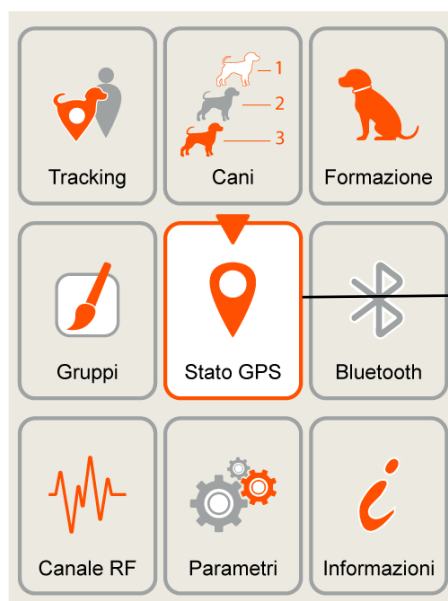 1
2
3
Tracking
Cani
Formazione
Gruppi
Stato GPS
Bluetooth
Canale RF
Parametri
Informazioni